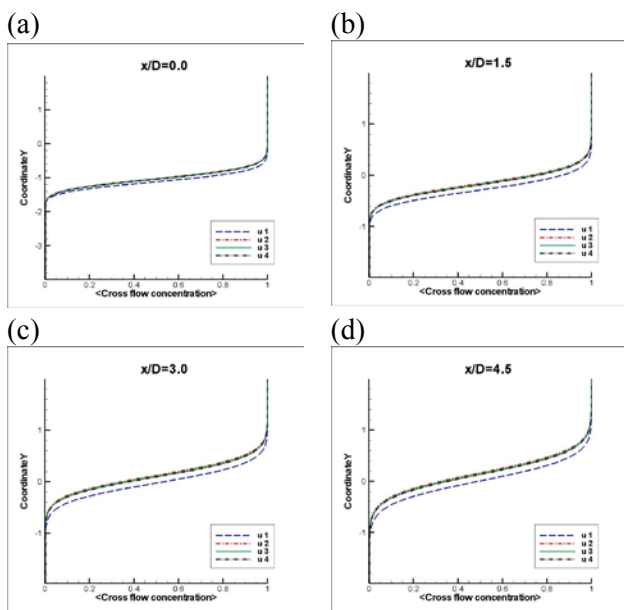 (a)
x/D=0.0
CoordinateY
1
0
-1
-2
-3
0 0.2 0.4 0.6 0.8 1
<Cross flow concentration>
u 1
u 2
u 3
u 4
(b)
x/D=1.5
CoordinateY
1
0
-1
0 0.2 0.4 0.6 0.8 1
<Cross flow concentration>
u 1
u 2
u 3
u 4
(c)
x/D=3.0
CoordinateY
1
0
-1
0 0.2 0.4 0.6 0.8 1
<Cross flow concentration>
u 1
u 2
u 3
u 4
(d)
x/D=4.5
CoordinateY
1
0
-1
0 0.2 0.4 0.6 0.8 1
<Cross flow concentration>
u 1
u 2
u 3
u 4